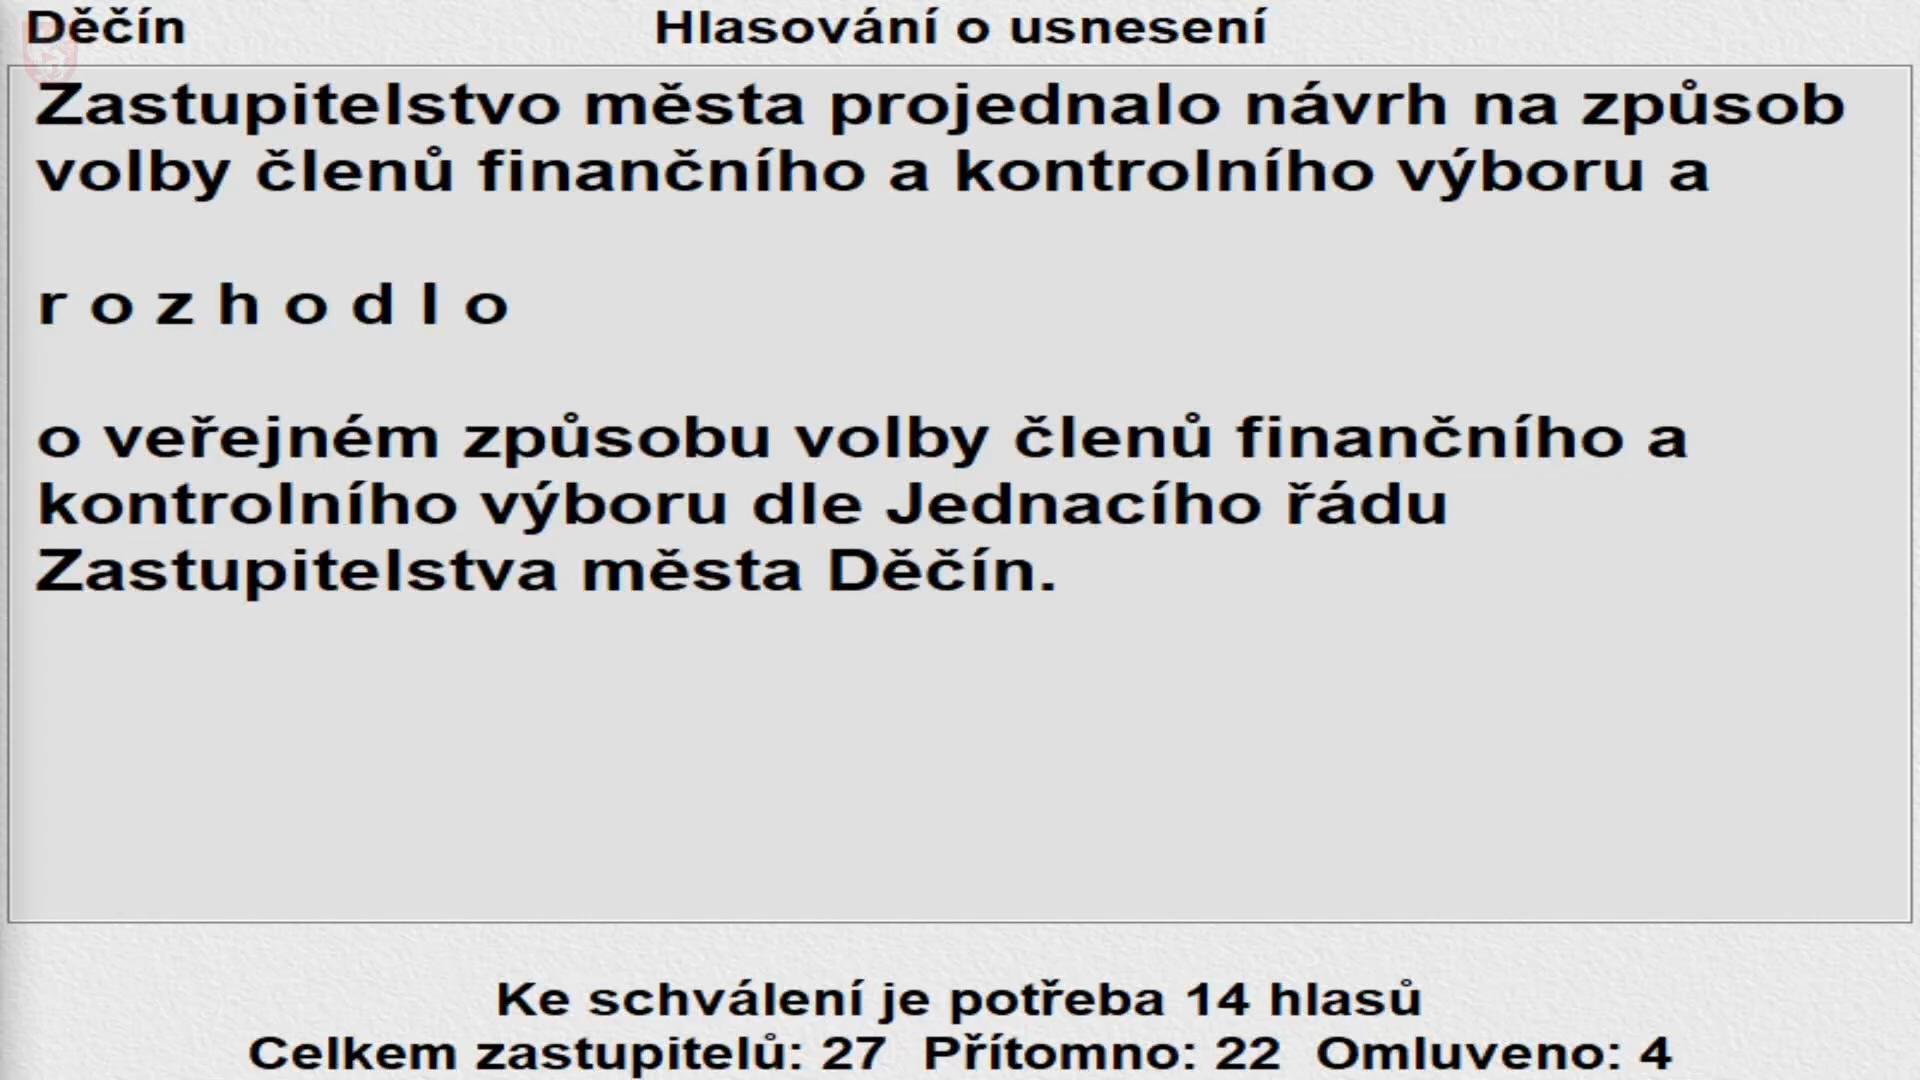 Děčín
Hlasování o usnesení
Zastupitelstvo města projednalo návrh na způsob
volby členů finančního a kontrolního výboru a
r o z h o d l o
o veřejném způsobu volby členů finančního a
kontrolního výboru dle Jednacího řádu
Zastupitelstva města Děčín.
Ke schválení je potřeba 14 hlasů
Celkem zastupitelů: 27 Přítomno: 22 Omluveno: 4